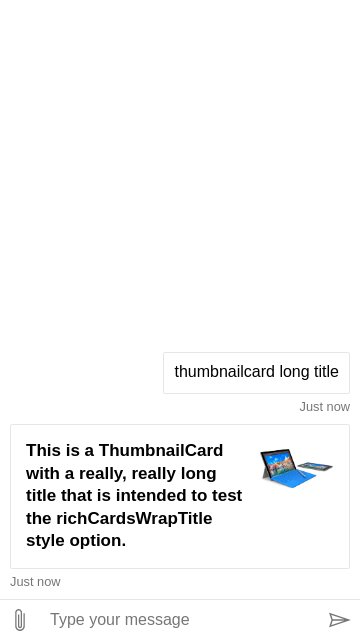 thumbnailcard long title
Just now
This is a ThumbnailCard
with a really, really long
title that is intended to test
the richCardsWrapTitle
style option.
Just now
Type your message